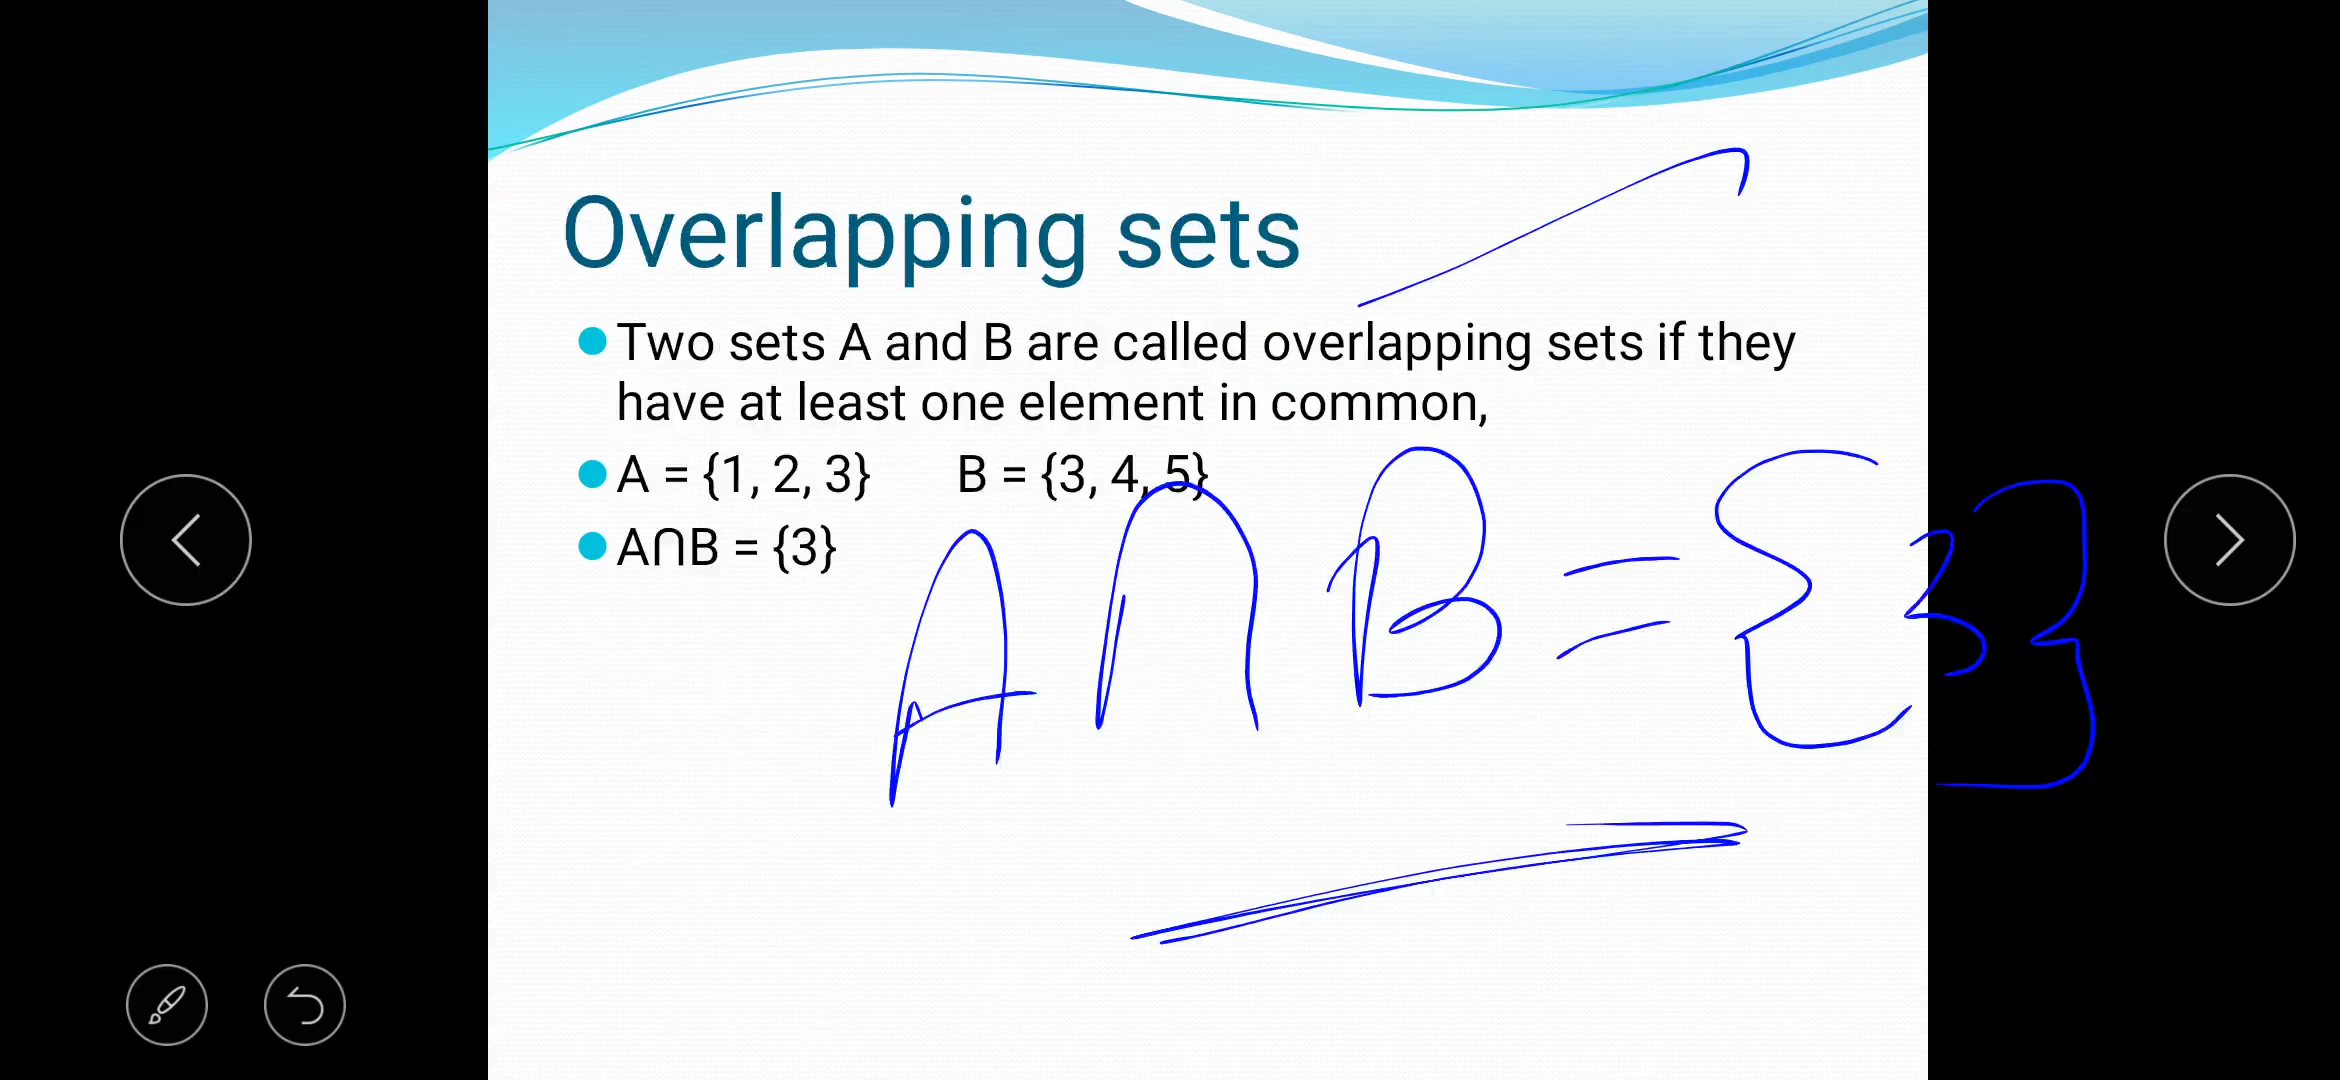 Overlapping sets
Two sets A and B are called overlapping sets if they
have at least one element in common,
A = {1, 2, 3} B = {3, 4, 5}
A∩B = {3}
A∩B={3}